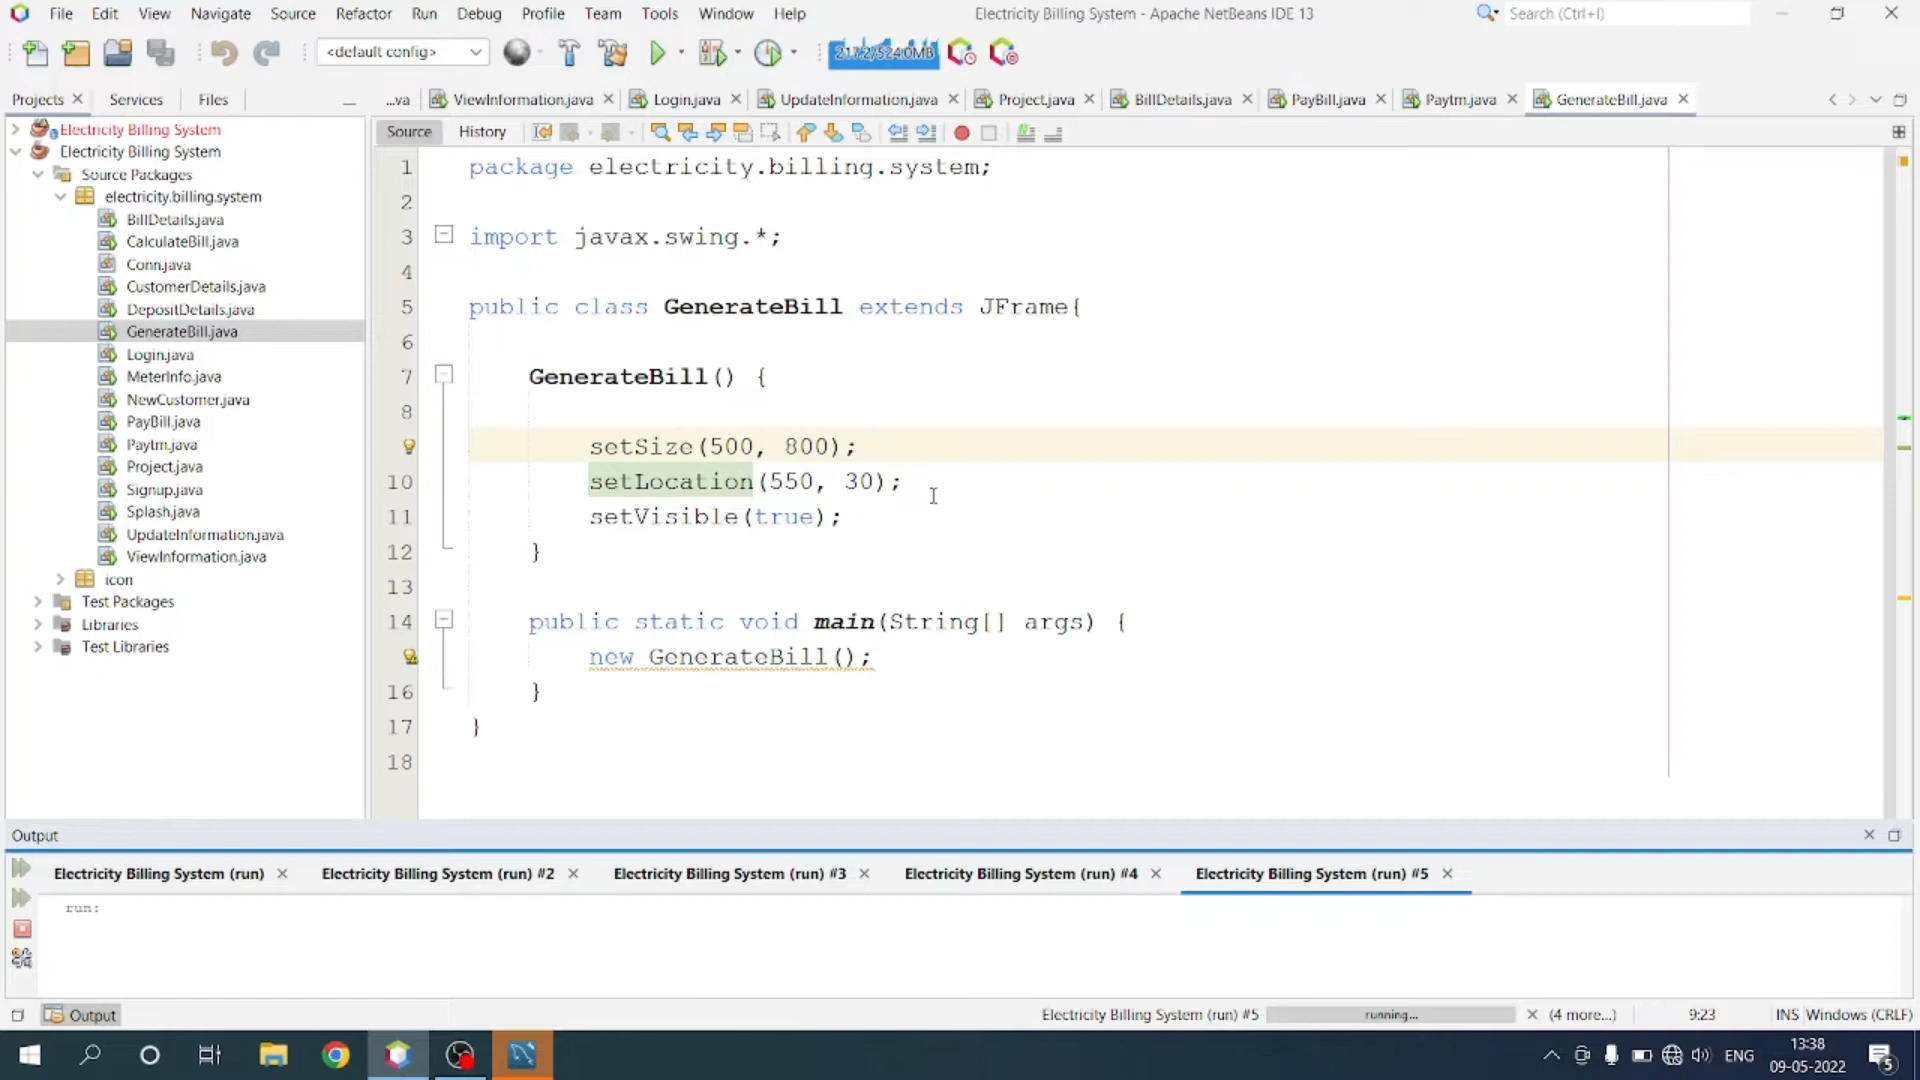 File Edit View Navigate Source Refactor Run Debug Profile Team Tools Window Help
Electricity Billing System - Apache NetBeans IDE 13
Search (Ctrl+I)
<default config>
217.2/524.0MB
Projects Services Files
...va ViewInformation.java Login.java UpdateInformation.java Project.java BillDetails.java PayBill.java Paytm.java GenerateBill.java
Source History
Electricity Billing System
Electricity Billing System
Source Packages
electricity.billing.system
BillDetails.java
CalculateBill.java
Conn.java
CustomerDetails.java
DepositDetails.java
GenerateBill.java
Login.java
MeterInfo.java
NewCustomer.java
PayBill.java
Paytm.java
Project.java
Signup.java
Splash.java
UpdateInformation.java
ViewInformation.java
icon
Test Packages
Libraries
Test Libraries
1 package electricity.billing.system;
2
3 import javax.swing.*;
4
5 public class GenerateBill extends JFrame{
6
7 GenerateBill() {
8
setSize(500, 800);
10 setLocation(550, 30);
11 setVisible(true);
12 }
13
14 public static void main(String[] args) {
new GenerateBill();
16 }
17 }
18
Output
Electricity Billing System (run) Electricity Billing System (run) #2 Electricity Billing System (run) #3 Electricity Billing System (run) #4 Electricity Billing System (run) #5
run:
Output
Electricity Billing System (run) #5 running... (4 more...) 9:23 INS Windows (CRLF)
ENG
13:38
09-05-2022
5